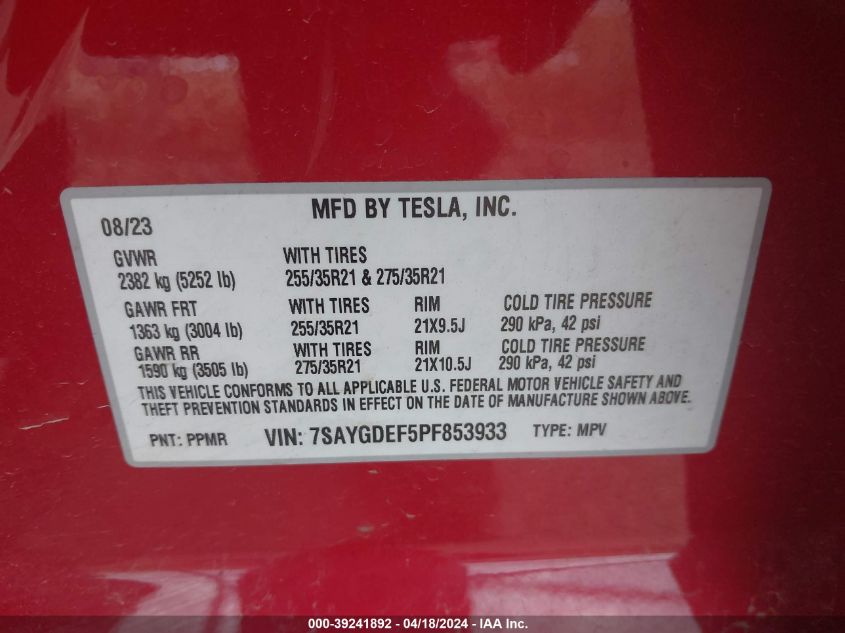 MFD BY TESLA, INC.
08/23
GVWR WITH TIRES
2382 kg (5252 lb) 255/35R21 & 275/35R21
GAWR FRT WITH TIRES RIM COLD TIRE PRESSURE
1363 kg (3004 lb) 255/35R21 21X9.5J 290 kPa, 42 psi
GAWR RR WITH TIRES RIM COLD TIRE PRESSURE
1590 kg (3505 lb) 275/35R21 21X10.5J 290 kPa, 42 psi
THIS VEHICLE CONFORMS TO ALL APPLICABLE U.S. FEDERAL MOTOR VEHICLE SAFETY AND
THEFT PREVENTION STANDARDS IN EFFECT ON THE DATE OF MANUFACTURE SHOWN ABOVE.
PNT: PPMR VIN: 7SAYGDEF5PF853933 TYPE: MPV
000-39241892 - 04/18/2024 - IAAI.com